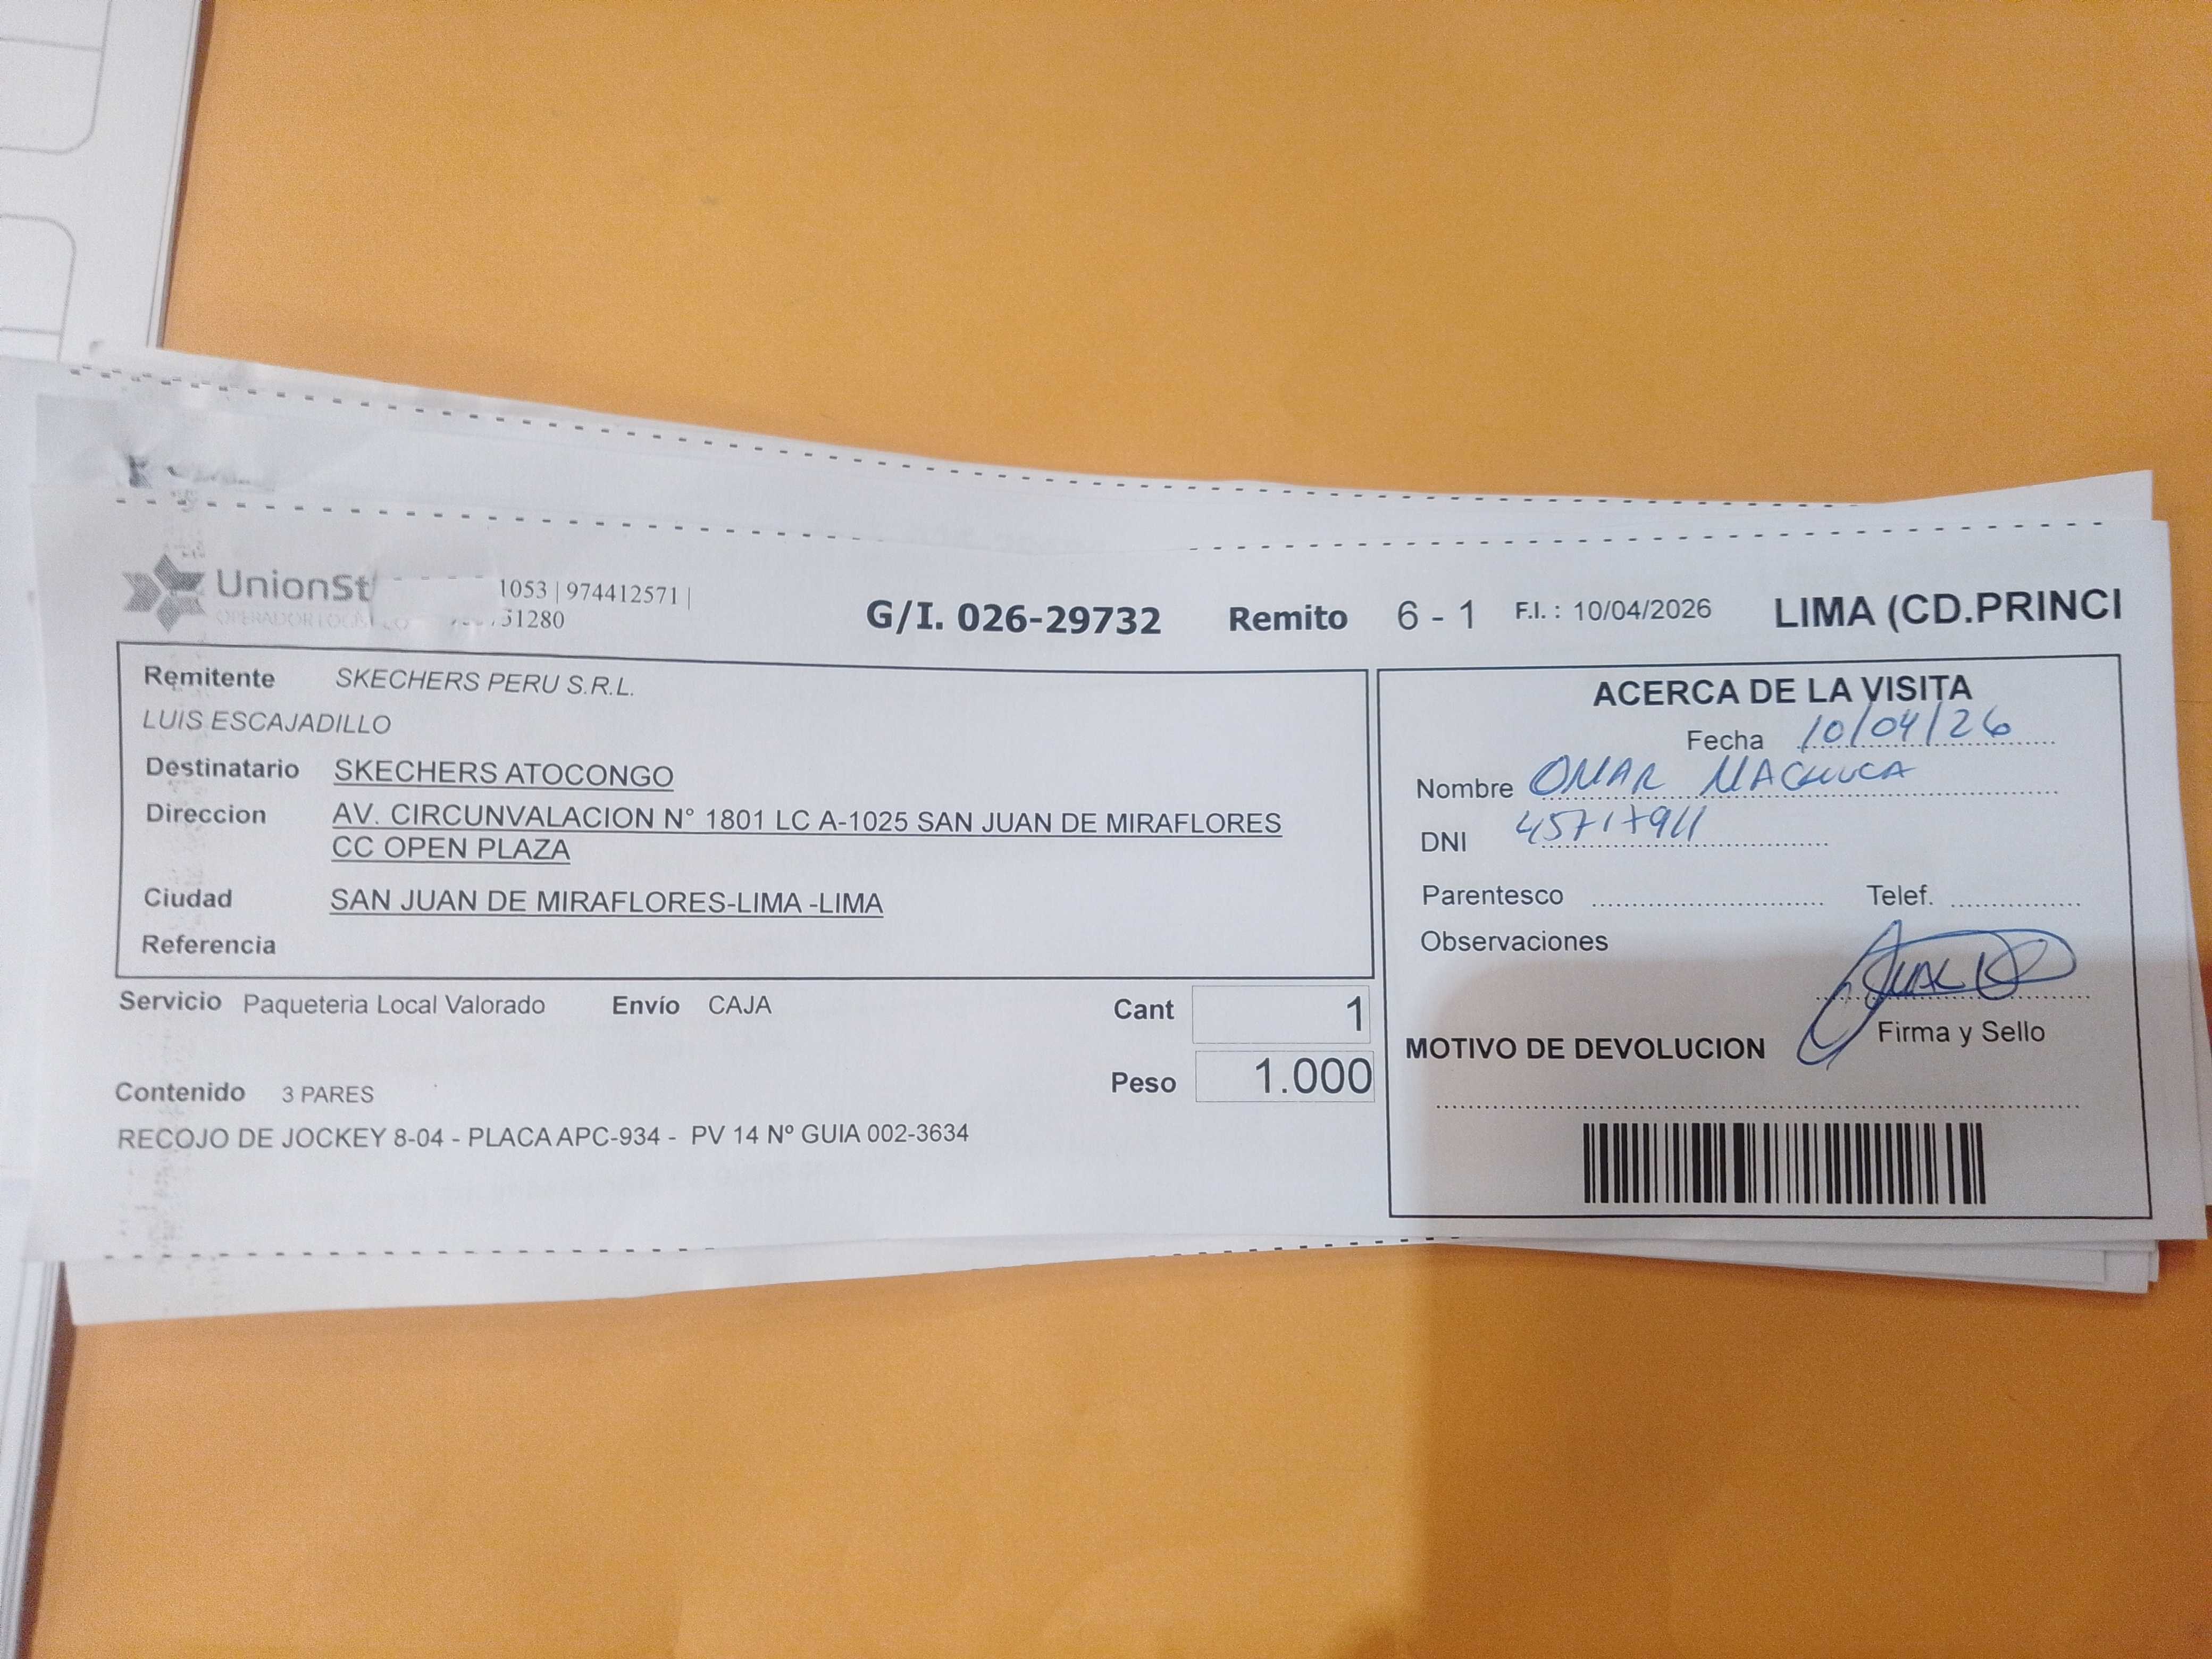 UnionSt 1053 | 974412571 |
51280
G/I. 026-29732 Remito 6 - 1 F.I. : 10/04/2026 LIMA (CD.PRINCI
Remitente SKECHERS PERU S.R.L.
LUIS ESCAJADILLO
Destinatario SKECHERS ATOCONGO
Direccion AV. CIRCUNVALACION N° 1801 LC A-1025 SAN JUAN DE MIRAFLORES
CC OPEN PLAZA
Ciudad SAN JUAN DE MIRAFLORES-LIMA -LIMA
Referencia
Servicio Paqueteria Local Valorado Envío CAJA Cant 1
Peso 1.000
Contenido 3 PARES
RECOJO DE JOCKEY 8-04 - PLACA APC-934 - PV 14 Nº GUIA 002-3634
ACERCA DE LA VISITA
Fecha 10/04/26
Nombre OMAR MACHUCA
DNI 45717911
Parentesco Telef.
Observaciones
Firma y Sello
MOTIVO DE DEVOLUCION